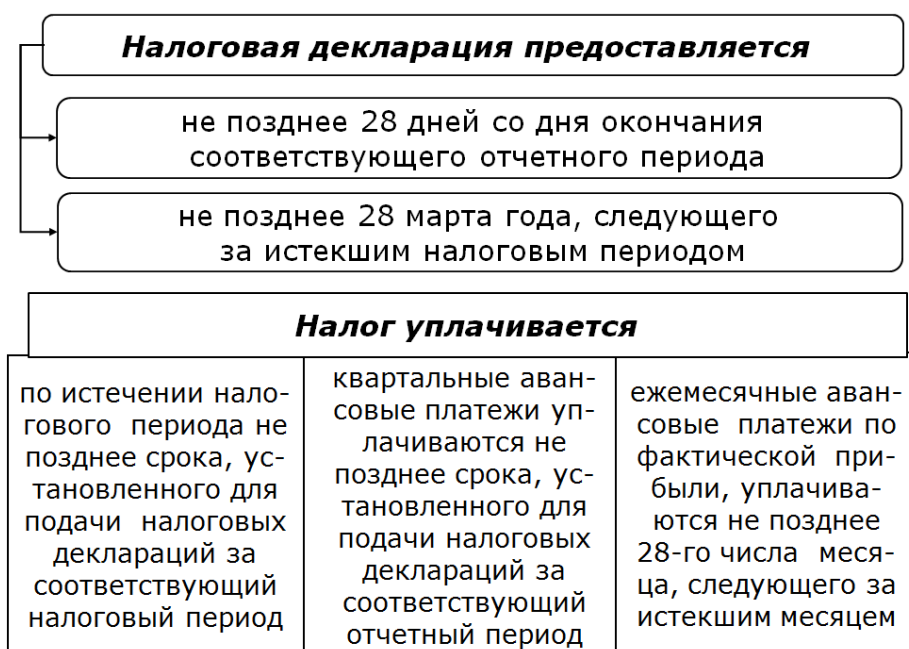 Налоговая декларация предоставляется
не позднее 28 дней со дня окончания
соответствующего отчетного периода
не позднее 28 марта года, следующего
за истекшим налоговым периодом
Налог уплачивается
по истечении нало-
гового периода не
позднее срока, ус-
тановленного для
подачи налоговых
деклараций за
соответствующий
налоговый период
квартальные аван-
совые платежи уп-
лачиваются не
позднее срока, ус-
тановленного для
подачи налоговых
деклараций за
соответствующий
отчетный период
ежемесячные аван-
совые платежи по
фактической при-
были, уплачива-
ются не позднее
28-го числа меся-
ца, следующего за
истекшим месяцем